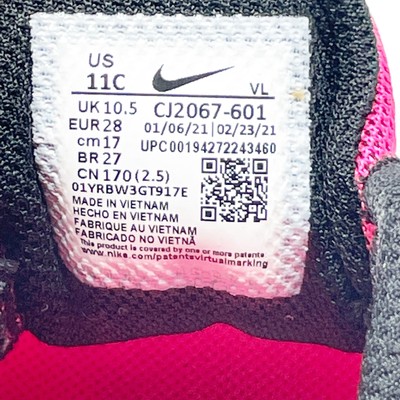 US
11C
VL
UK 10.5 CJ2067-601
EUR 28 01/06/21 | 02/23/21
cm 17 UPC00194272243460
BR 27
CN 170 (2.5)
01YRBW3GT917E
MADE IN VIETNAM
HECHO EN VIETNAM
FABRIQUE AU VIETNAM
FABRICADO NO VIETNÃ
This product is covered by one or more patents
www.nike.com/patentsvirtualmarking